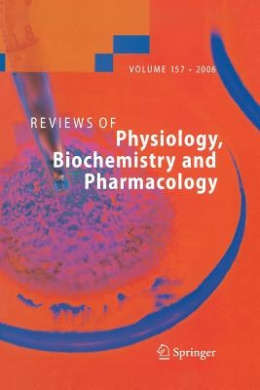 VOLUME 157 • 2006
REVIEWS OF
Physiology,
Biochemistry and
Pharmacology
Springer